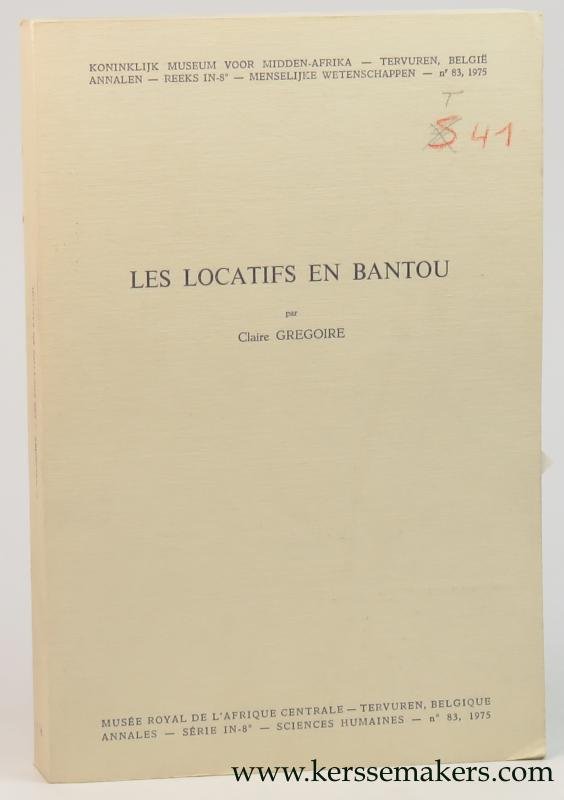 KONINKLIJK MUSEUM VOOR MIDDEN-AFRIKA — TERVUREN, BELGIË
ANNALEN — REEKS IN-8° — MENSELIJKE WETENSCHAPPEN — nʳ 83, 1975
T
S 41
LES LOCATIFS EN BANTOU
par
Claire GREGOIRE
MUSÉE ROYAL DE L'AFRIQUE CENTRALE — TERVUREN, BELGIQUE
ANNALES — SÉRIE IN-8° — SCIENCES HUMAINES — n° 83, 1975
www.kerssemakers.com